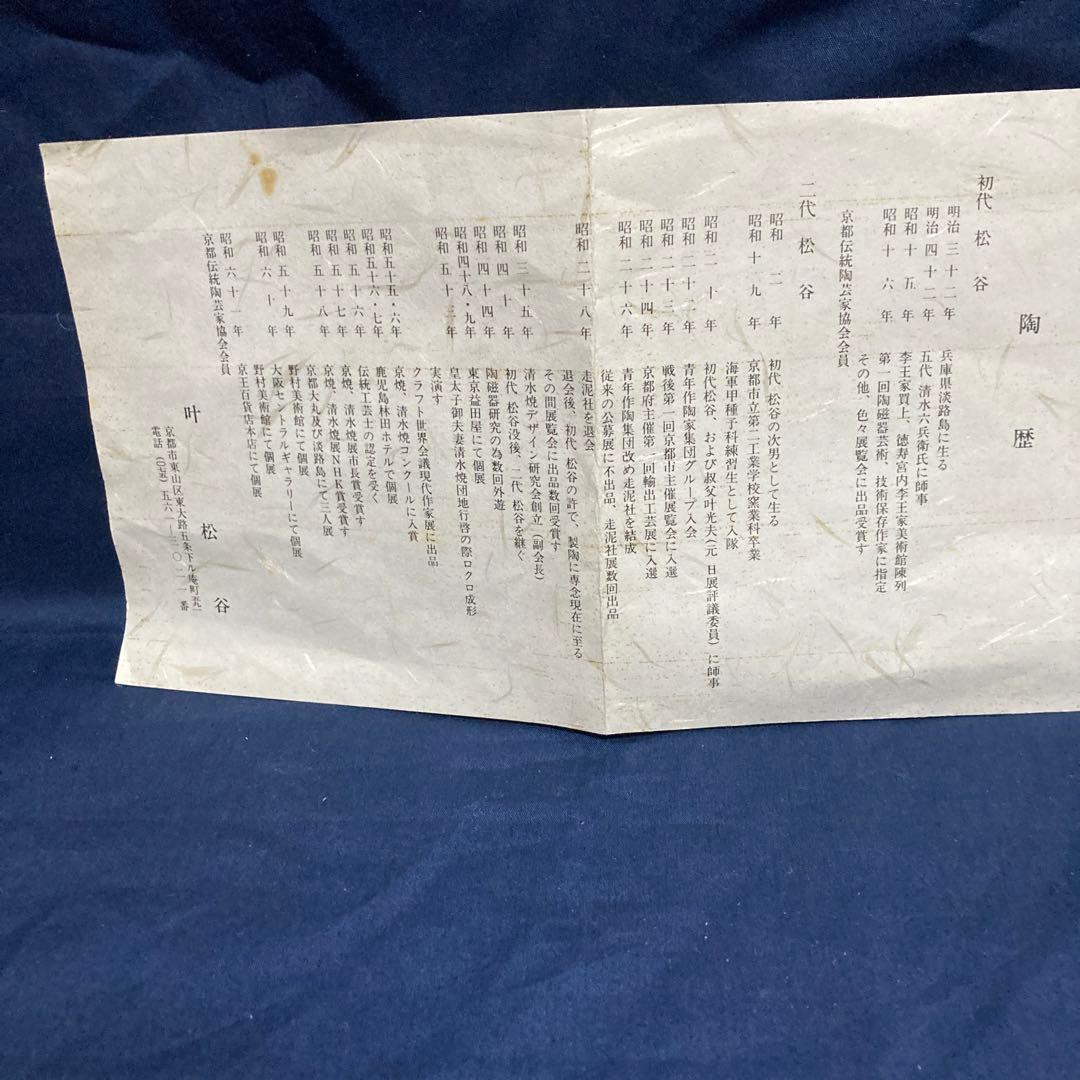 陶歴
初代 松谷
明治 三十二 年 兵庫県淡路島に生る
明治 四十二 年 五代 清水六兵衛氏に師事
昭和 十 五 年 李王家買上、徳寿宮内李王家美術館陳列
昭和 十 六 年 第一回陶磁器芸術、技術保存作家に指定
その他、色々展覧会に出品受賞す
京都伝統陶芸家協会会員
二代 松谷
昭和 二 年 初代 松谷の次男として生る
京都市立第二工業学校窯業科卒業
昭和 十 九 年 海軍甲種予科練習生として入隊
昭和 二 十 年 初代松谷 および叔父叶光夫(元 日展評議委員)に師事
昭和 二十二 年 青年作陶家集団グループ入会
昭和 二十三 年 戦後第一回京都市主催展覧会に入選
昭和 二十四 年 京都府主催第一回輸出工芸展に入選
昭和 二十六 年 青年作陶集団改め走泥社を結成
従来の公募展に不出品、走泥社展数回出品
昭和 二十八 年 走泥社を退会
退会後、初代 松谷の許で、製陶に専念現在に至る
その間展覧会に出品数回受賞す
昭和 三十五 年 清水焼デザイン研究会創立(副会長)
昭和 四 十 年 初代 松谷没後、二代 松谷を継ぐ
昭和 四十四 年 陶磁器研究の為数回外遊
昭和四十八・九年 東京益田屋にて個展
昭和 五十三 年 皇太子御夫妻清水焼団地行啓の際ロクロ成形
実演す
クラフト世界会議現代作家展に出品
昭和五十五・六年 京焼、清水焼コンクールに入賞
昭和五十六・七年 鹿児島林田ホテルで個展
昭和 五十六 年 伝統工芸士の認定を受く
昭和 五十七 年 京焼、清水焼展市長賞受賞す
昭和 五十八 年 京焼、清水焼展NHK賞受賞す
京都大丸及び淡路島にて三人展
昭和 五十九 年 野村美術館にて個展
昭和 六 十 年 大阪セントラルギャラリーにて個展
野村美術館にて個展
昭和 六十一 年 京王百貨店本店にて個展
京都伝統陶芸家協会会員
叶 松 谷
京都市東山区東大路五条下ル
電話(〇七五)五六一―三〇二一番